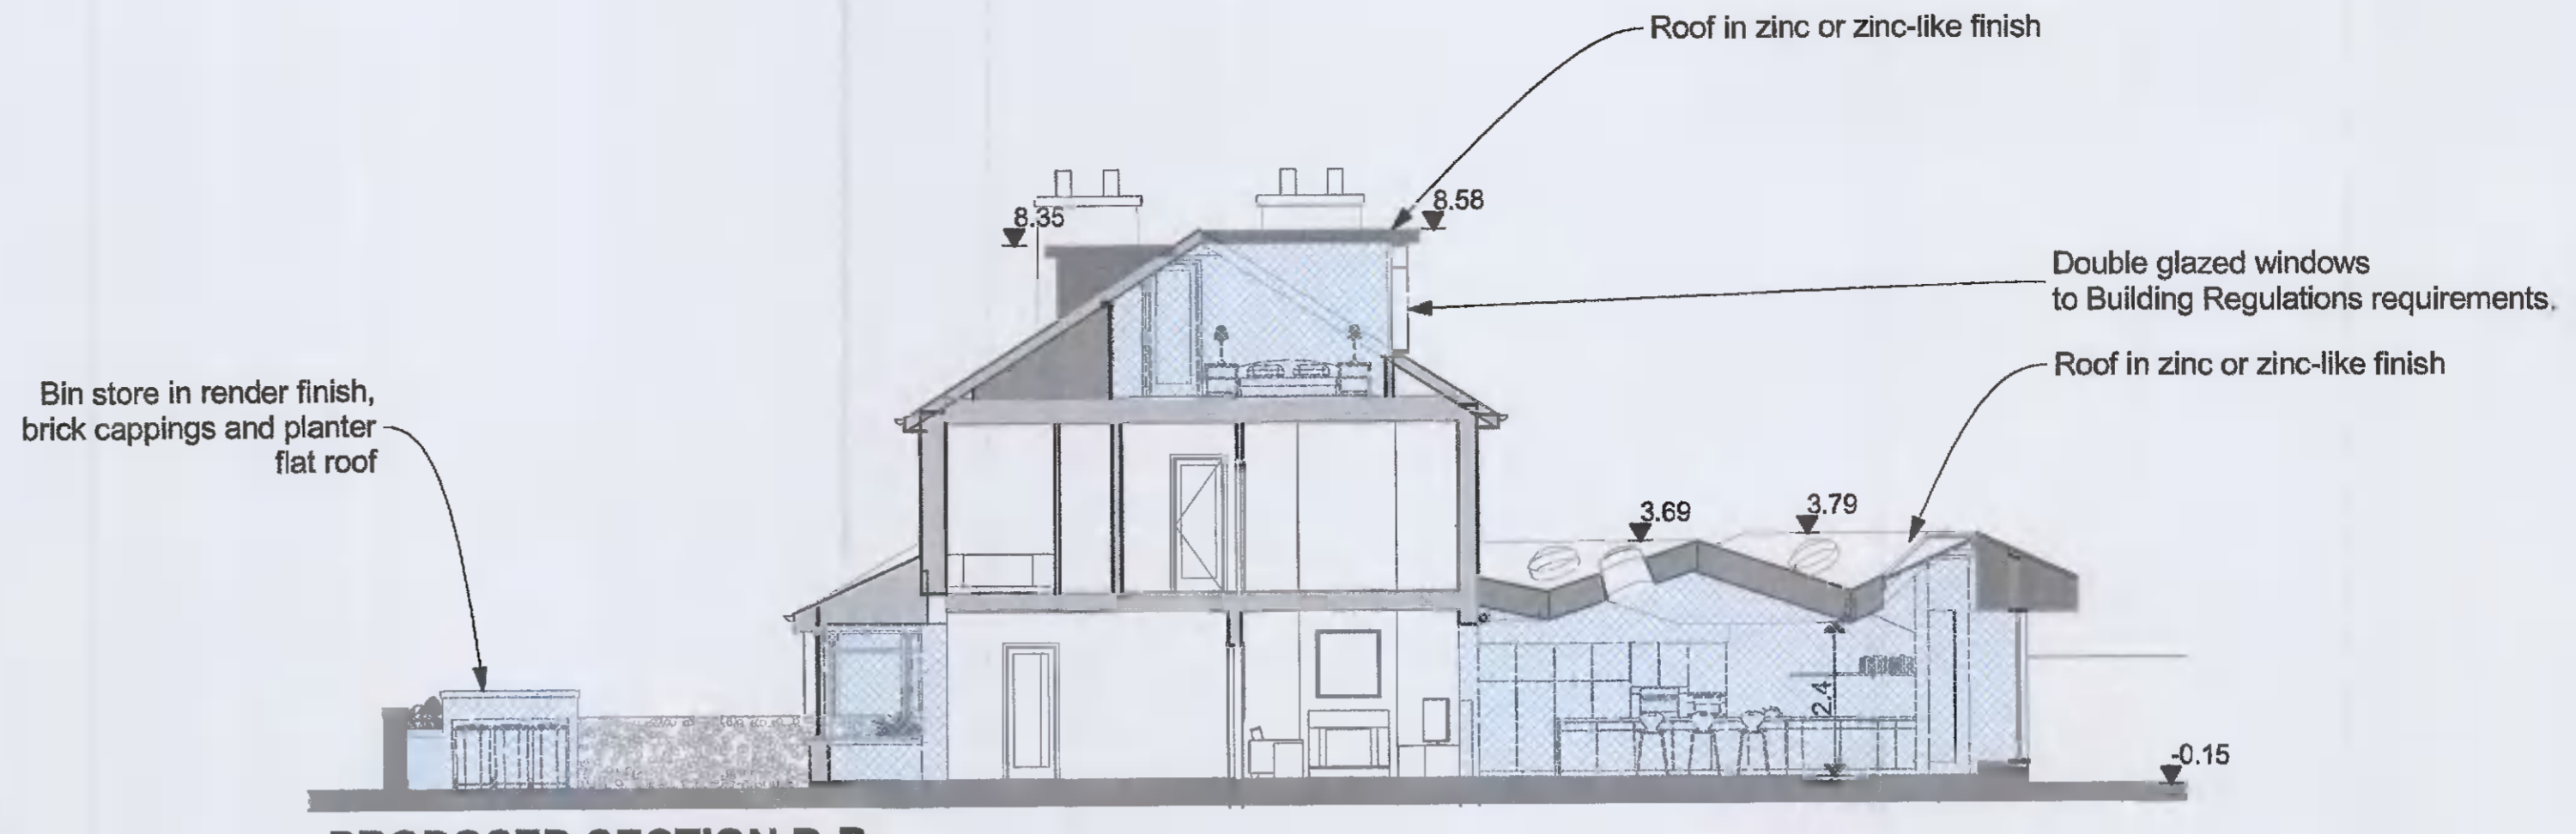 Roof in zinc or zinc-like finish
8.58
8.35
Double glazed windows
to Building Regulations requirements.
Roof in zinc or zinc-like finish
Bin store in render finish,
brick cappings and planter
flat roof
3.69
3.79
2.4
-0.15
PROPOSED SECTION B-B